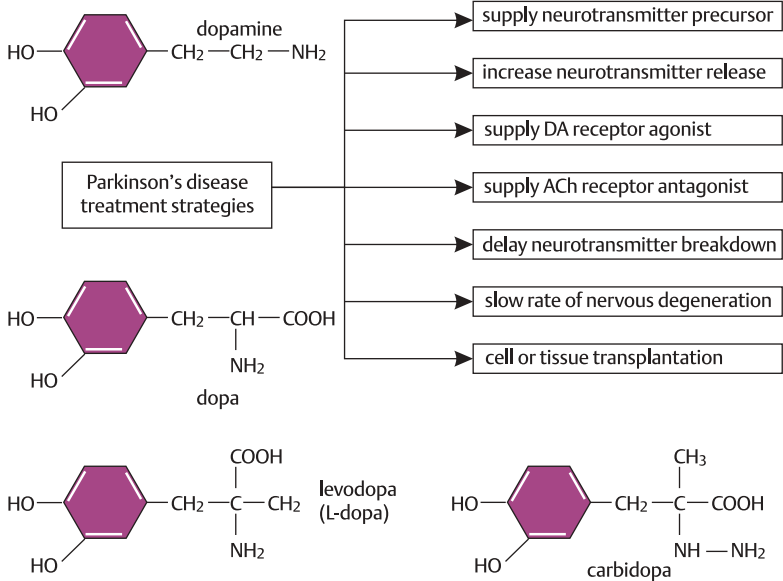 dopamine
HO
CH2 — CH2 — NH2
HO
supply neurotransmitter precursor
increase neurotransmitter release
supply DA receptor agonist
Parkinson's disease
treatment strategies
supply ACh receptor antagonist
delay neurotransmitter breakdown
slow rate of nervous degeneration
cell or tissue transplantation
HO
CH2 — CH — COOH
HO
NH2
dopa
COOH
HO
CH2 — C — CH2
HO
NH2
levodopa
(L-dopa)
CH3
HO
CH2 — C — COOH
HO
NH — NH2
carbidopa